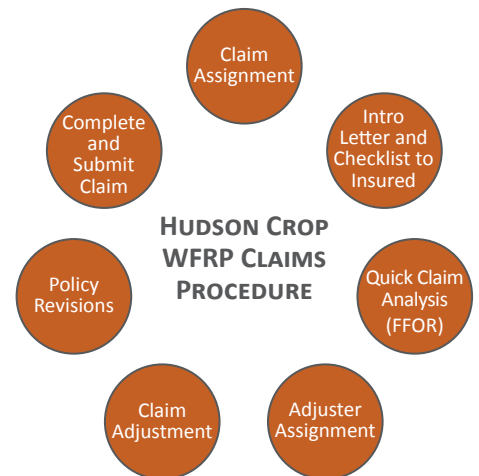 Claim
Assignment
Intro
Letter and
Checklist to
Insured
Quick Claim
Analysis
(FFOR)
Adjuster
Assignment
Claim
Adjustment
Policy
Revisions
Complete
and
Submit
Claim
HUDSON CROP
WFRP CLAIMS
PROCEDURE